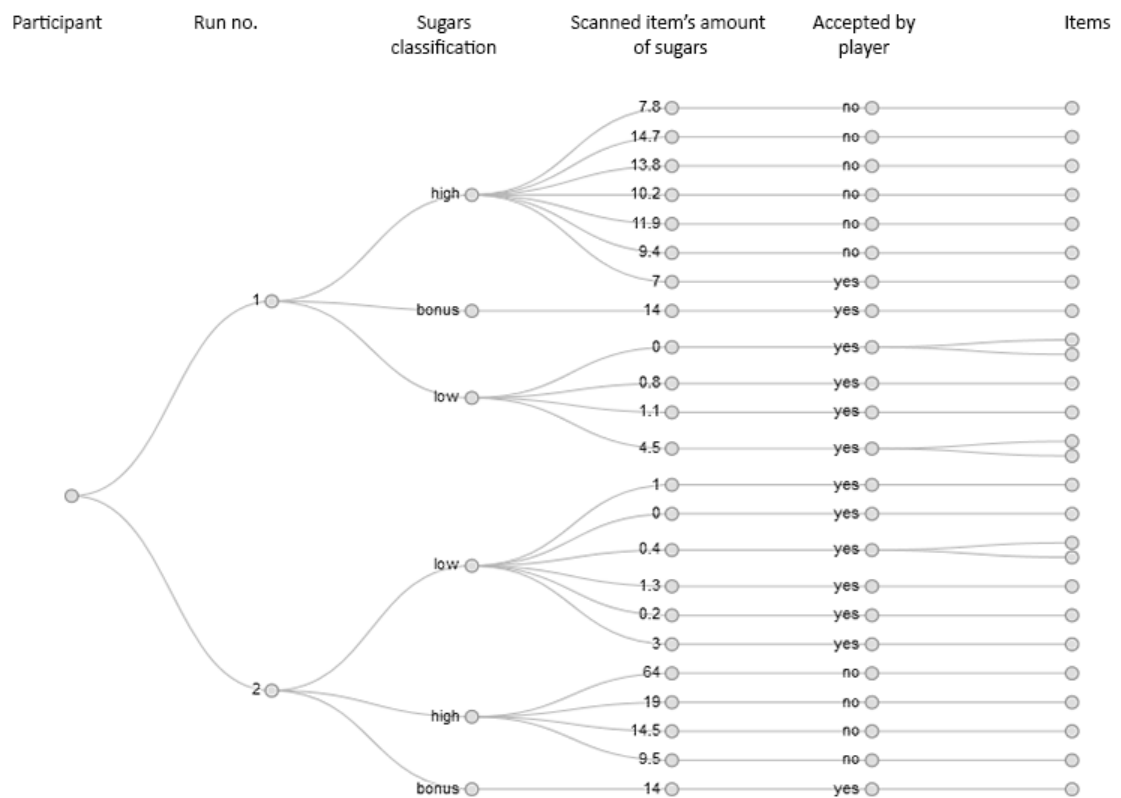 Participant
Run no.
Sugars
classification
Scanned item's amount
of sugars
Accepted by
player
Items
7.8 no
14.7 no
13.8 no
high 10.2 no
11.9 no
9.4 no
7 yes
1
bonus 14 yes
0 yes
0.8 yes
low
1.1 yes
4.5 yes
1 yes
0 yes
0.4 yes
low
1.3 yes
0.2 yes
3 yes
64 no
2
19 no
high
14.5 no
9.5 no
bonus 14 yes